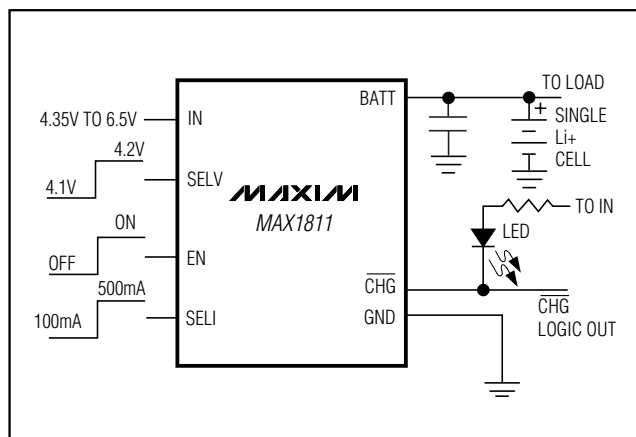 BATT
TO LOAD
4.35V TO 6.5V
IN
+
SINGLE
Li+
CELL
4.2V
4.1V
SELV
MAXIM
MAX1811
TO IN
LED
ON
OFF
EN
500mA
100mA
SELI
CHG
GND
CHG
LOGIC OUT